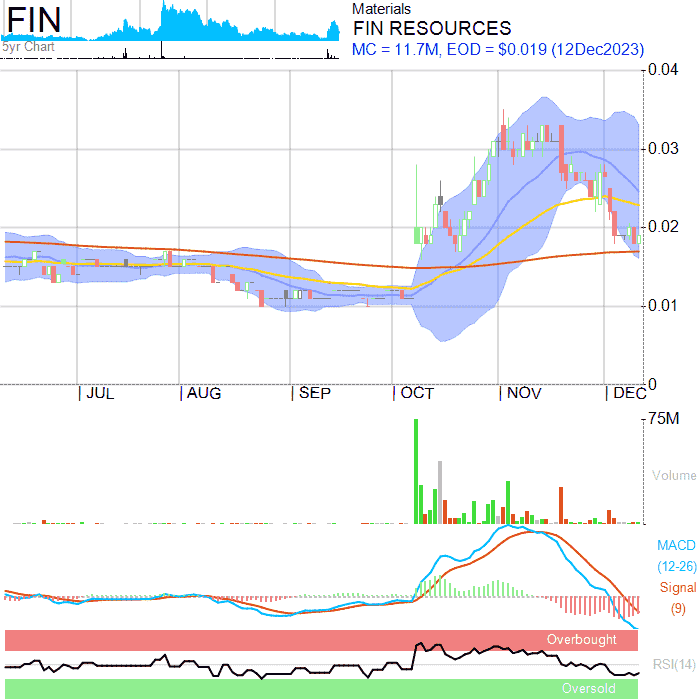 FIN
5yr Chart
Materials
FIN RESOURCES
MC = 11.7M, EOD = $0.019 (12Dec2023)
0.04
0.03
0.02
0.01
0
| JUL | AUG | SEP | OCT | NOV | DEC
75M
Volume
MACD
(12-26)
Signal
(9)
Overbought
RSI(14)
Oversold